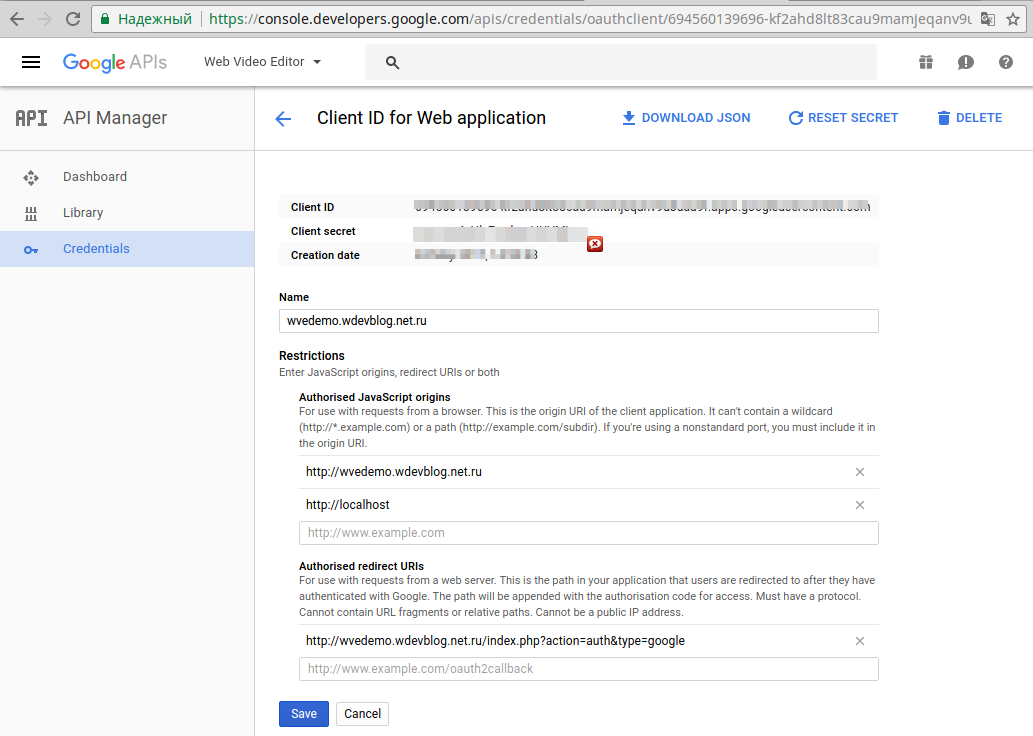 Надежный https://console.developers.google.com/apis/credentials/oauthclient/694560139696-kf2ahd8lt83cau9mamjeqanv9u
Google APIs Web Video Editor
API API Manager
Client ID for Web application DOWNLOAD JSON RESET SECRET DELETE
Dashboard
Library
Credentials
Client ID
Client secret
Creation date
Name
wvedemo.wdevblog.net.ru
Restrictions
Enter JavaScript origins, redirect URIs or both
Authorised JavaScript origins
For use with requests from a browser. This is the origin URI of the client application. It can't contain a wildcard
(http://*.example.com) or a path (http://example.com/subdir). If you're using a nonstandard port, you must include it in
the origin URI.
http://wvedemo.wdevblog.net.ru
http://localhost
http://www.example.com
Authorised redirect URIs
For use with requests from a web server. This is the path in your application that users are redirected to after they have
authenticated with Google. The path will be appended with the authorisation code for access. Must have a protocol.
Cannot contain URL fragments or relative paths. Cannot be a public IP address.
http://wvedemo.wdevblog.net.ru/index.php?action=auth&type=google
http://www.example.com/oauth2callback
Save Cancel